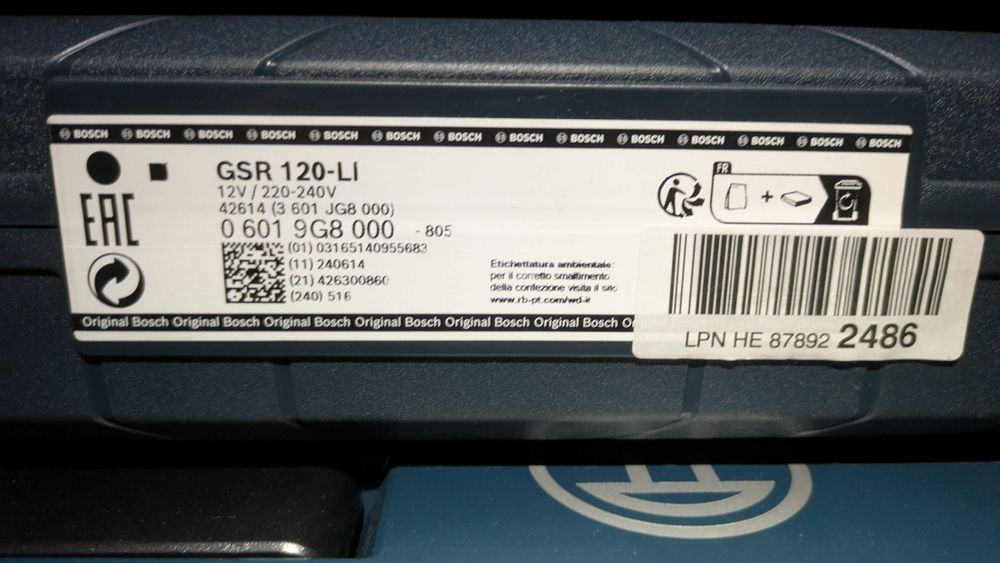 BOSCH BOSCH BOSCH BOSCH BOSCH BOSCH BOSCH BOSCH BOSCH BOSCH BOSCH BOSCH BOSCH BOSCH
EAC
GSR 120-LI
12V / 220-240V
42614 (3 601 JG8 000)
0 601 9G8 000 - 805
(01) 03165140955683
(11) 240614
(21) 426300860
(240) 516
FR
+
Etichettatura ambientale:
per il corretto smaltimento
della confezione visita il sito
www.rb-pt.com/wd-it
Original Bosch Original Bosch Original Bosch Original Bosch Original Bosch Original Bosch Or
LPN HE 87892 2486